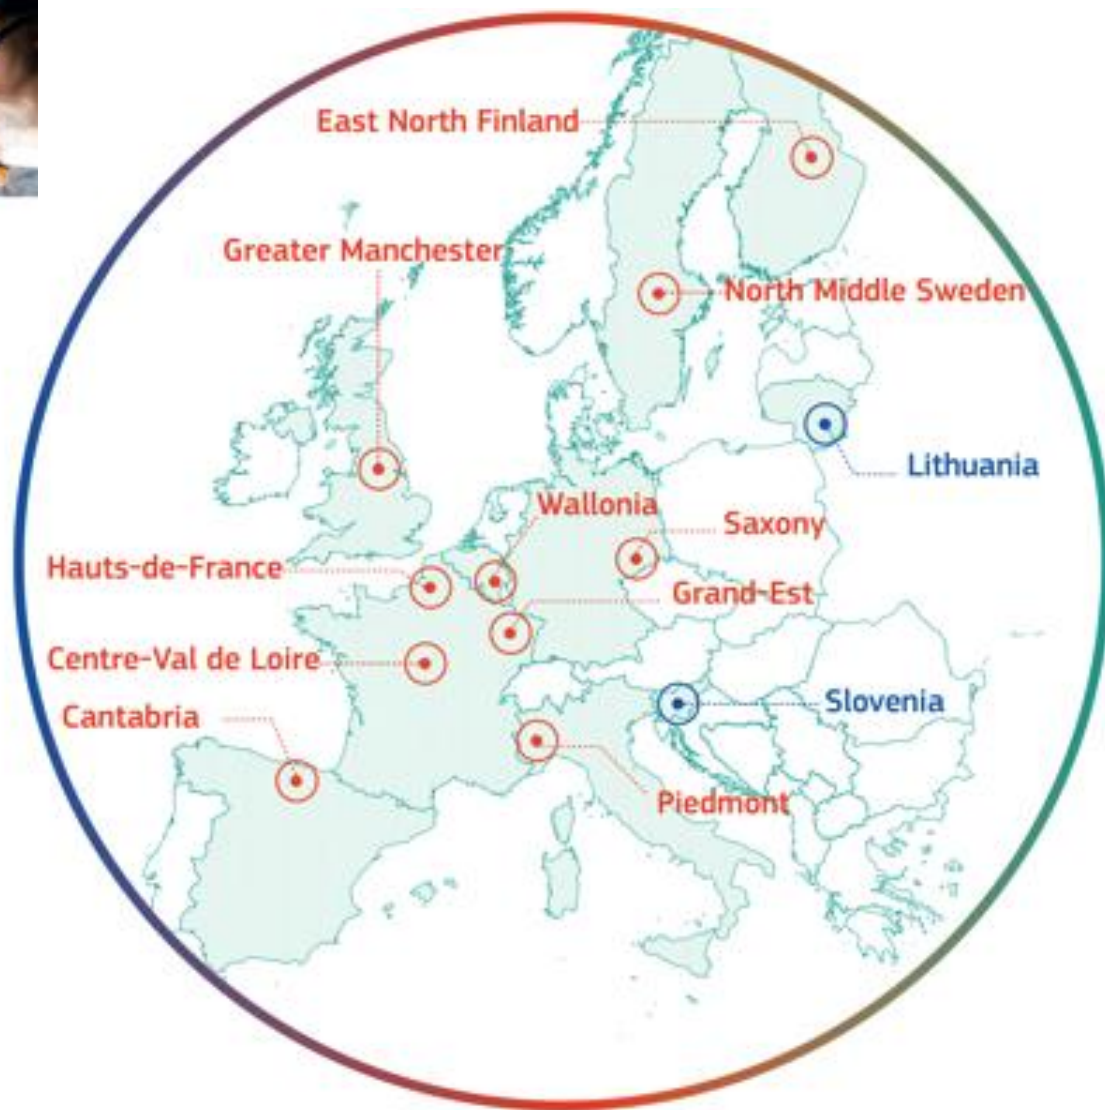 East North Finland
Greater Manchester
North Middle Sweden
Lithuania
Wallonia
Saxony
Hauts-de-France
Grand-Est
Centre-Val de Loire
Slovenia
Cantabria
Piedmont